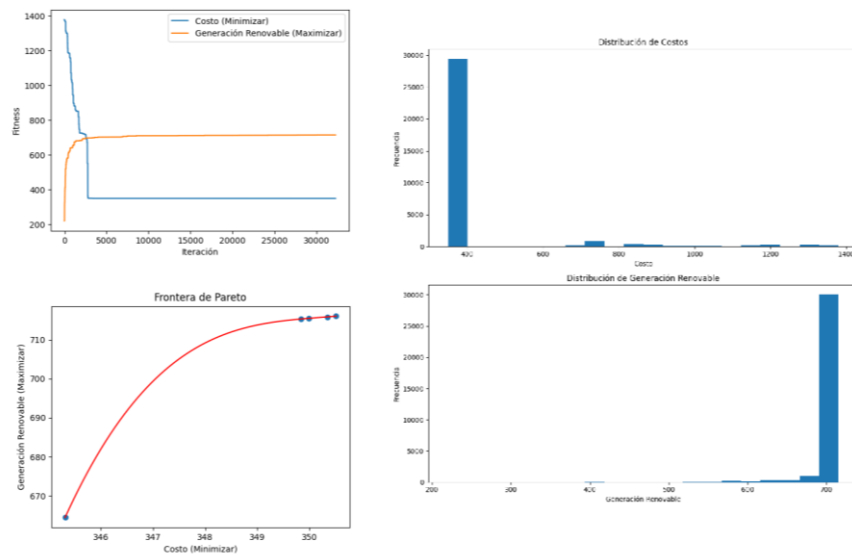 1400
1200
1000
800
600
400
200
Fitness
Costo (Minimizar)
Generación Renovable (Maximizar)
0 5000 10000 15000 20000 25000 30000
Iteración
Distribución de Costos
30000
25000
20000
15000
10000
5000
0
Frecuencia
400 600 800 1000 1200 1400
Costo
Frontera de Pareto
710
700
690
680
670
Generación Renovable (Maximizar)
346 347 348 349 350
Costo (Minimizar)
Distribución de Generación Renovable
30000
25000
20000
15000
10000
5000
0
Frecuencia
200 300 400 500 600 700
Generación Renovable